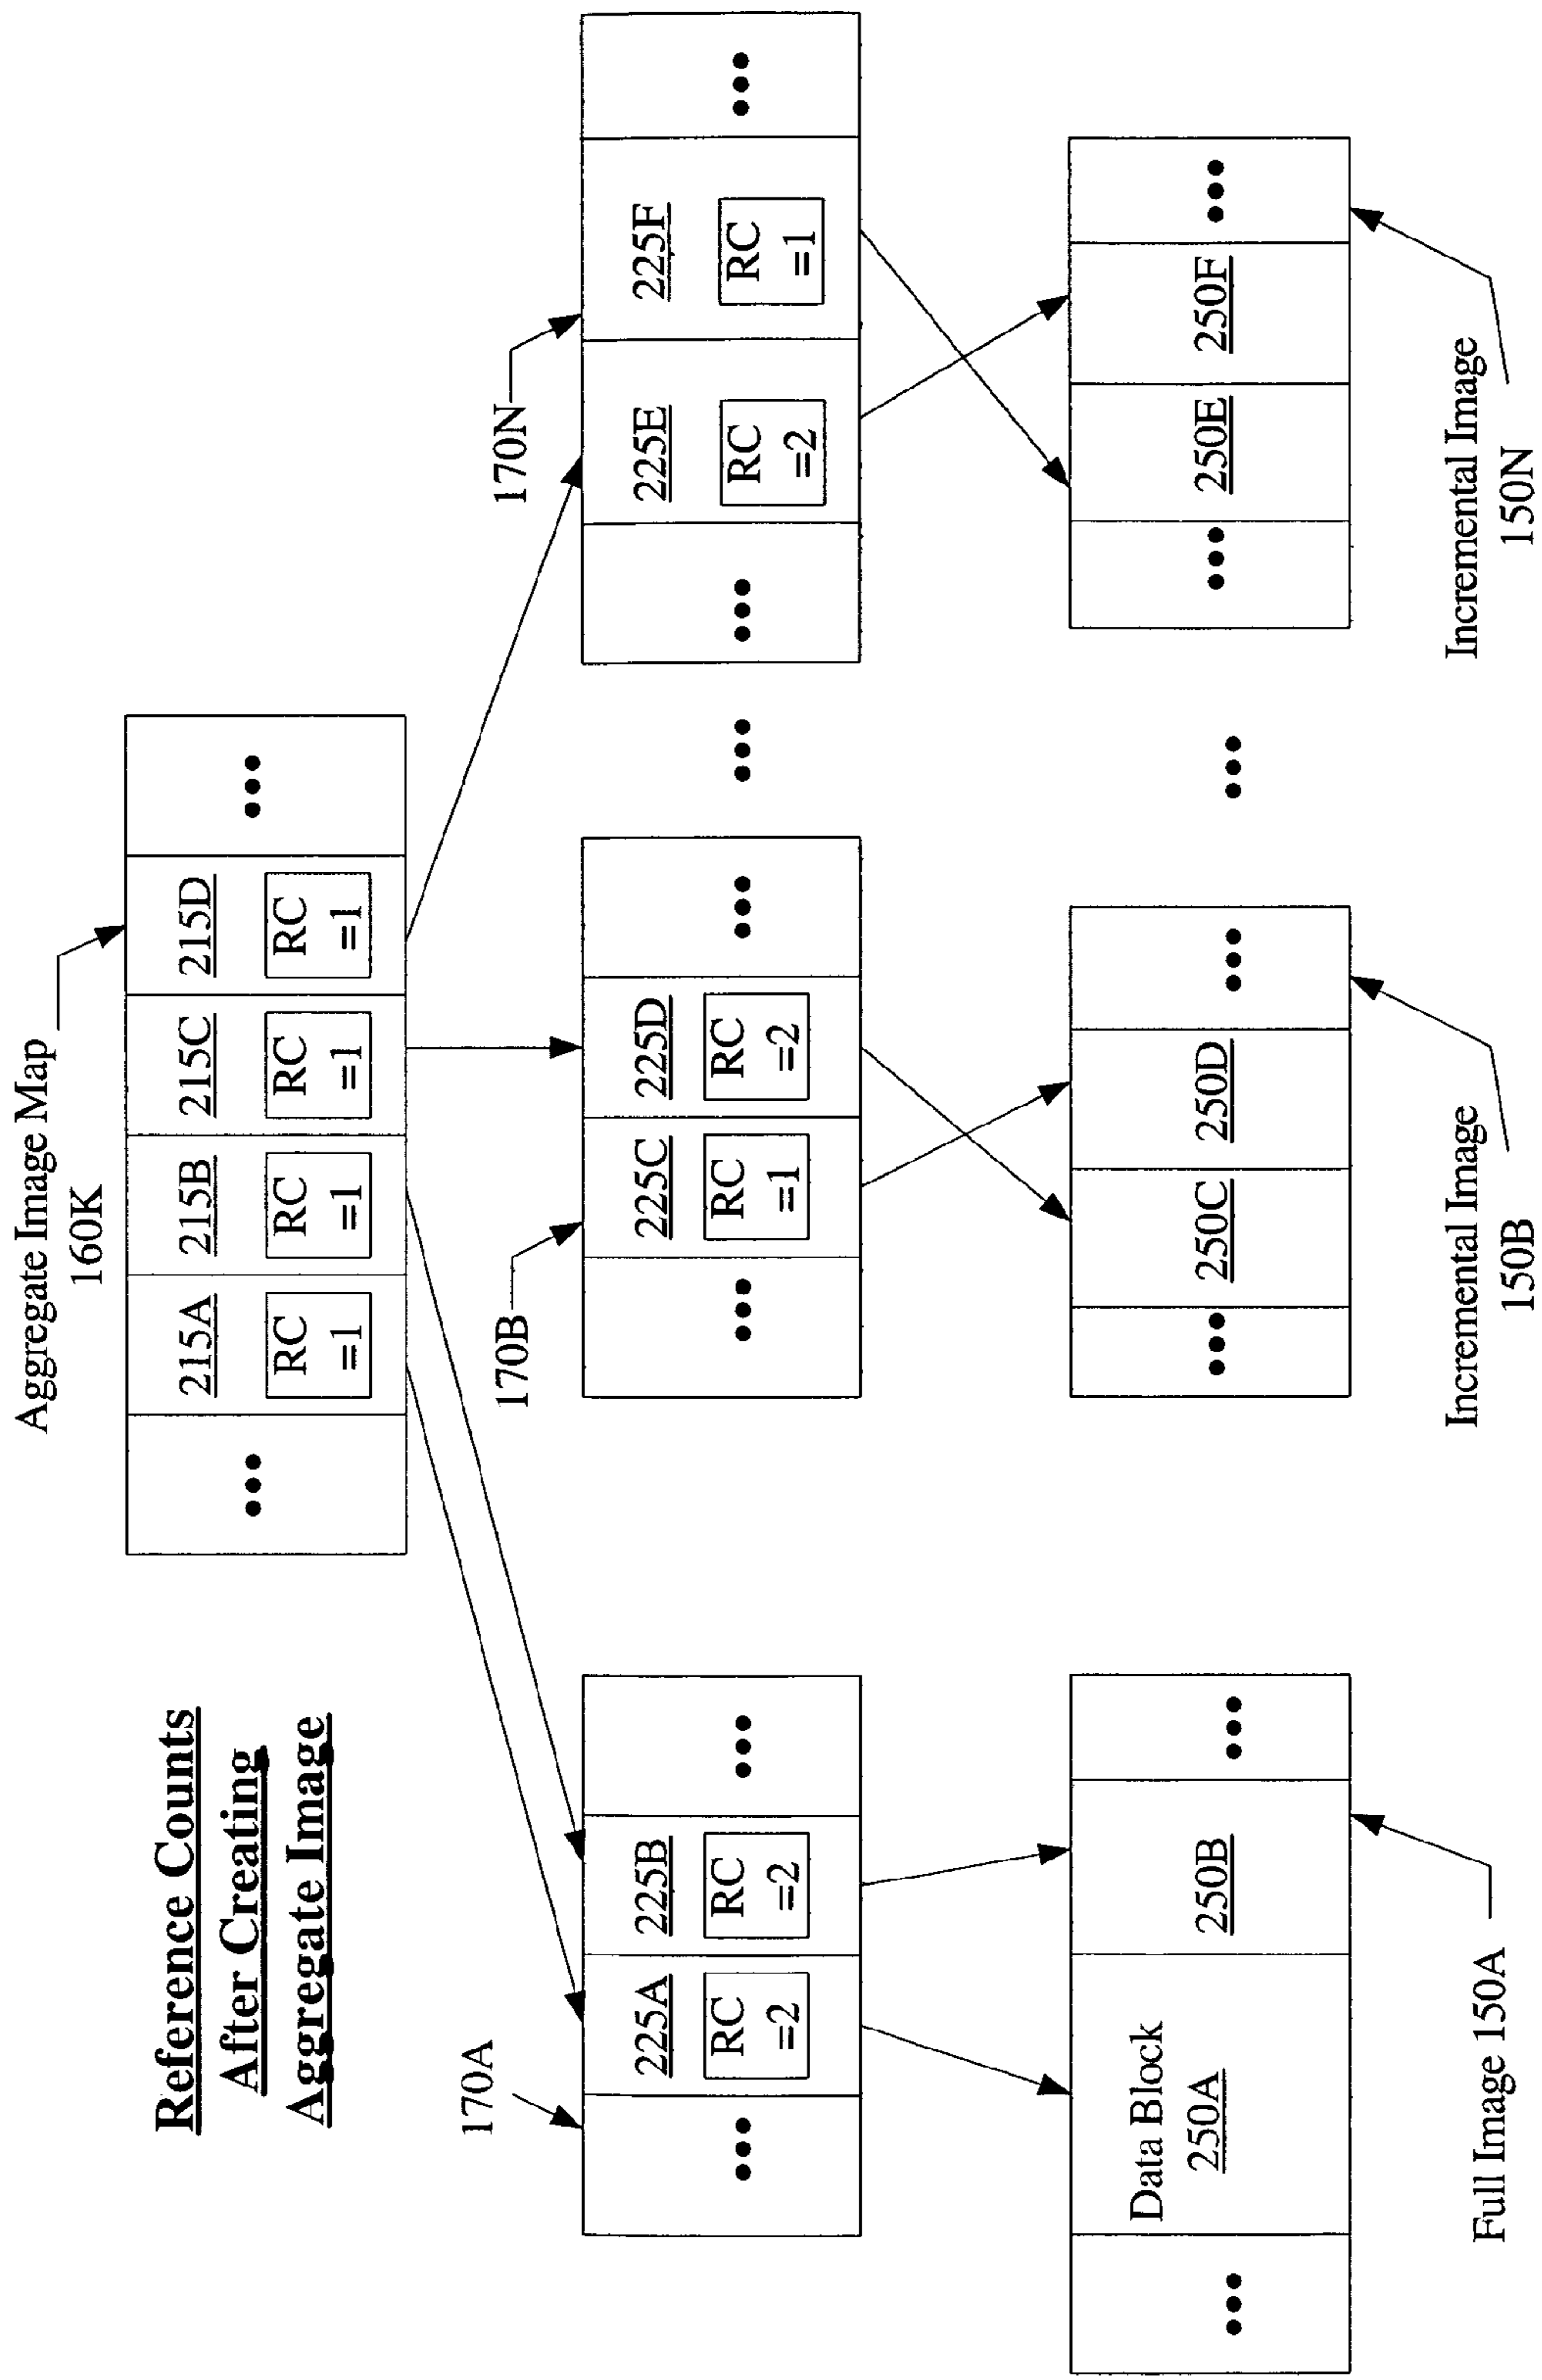 Reference Counts
After Creating
Aggregate Image
Aggregate Image Map
160K
215A
RC
=1
215B
RC
=1
215C
RC
=1
215D
RC
=1
170A
225A
RC
=2
225B
RC
=2
170B
225C
RC
=1
225D
RC
=2
170N
225E
RC
=2
225F
RC
=1
Data Block
250A
250B
250C
250D
250E
250F
Full Image 150A
Incremental Image
150B
Incremental Image
150N